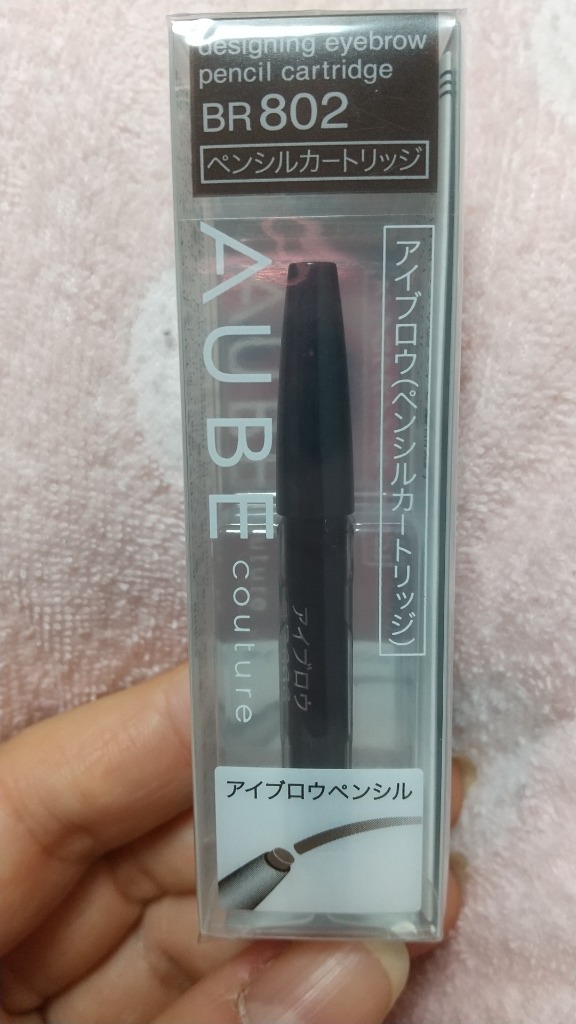 designing eyebrow
pencil cartridge
BR802
ペンシルカートリッジ
アイブロウ(ペンシルカートリッジ)
AUBE couture
アイブロウ
アイブロウペンシル